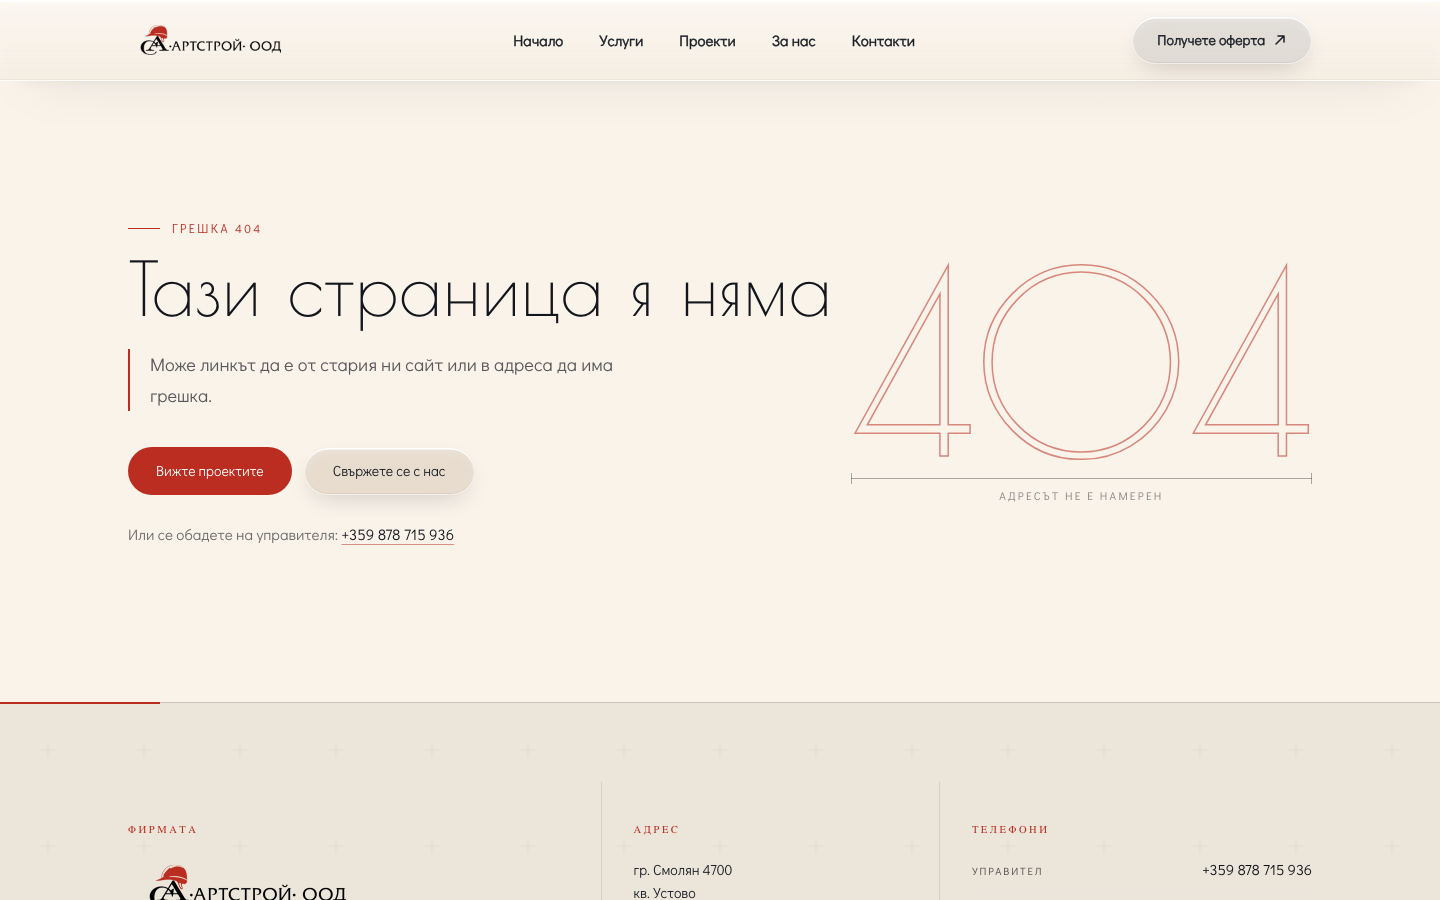 СА·АРТСТРОЙ· ООД
Начало
Услуги
Проекти
За нас
Контакти
Получете оферта
ГРЕШКА 404
Тази страница я няма
Може линкът да е от стария ни сайт или в адреса да има
грешка.
Вижте проектите
Свържете се с нас
Или се обадете на управителя: +359 878 715 936
404
АДРЕСЪТ НЕ Е НАМЕРЕН
ФИРМАТА
СА·АРТСТРОЙ· ООД
АДРЕС
гр. Смолян 4700
кв. Устово
ТЕЛЕФОНИ
УПРАВИТЕЛ
+359 878 715 936